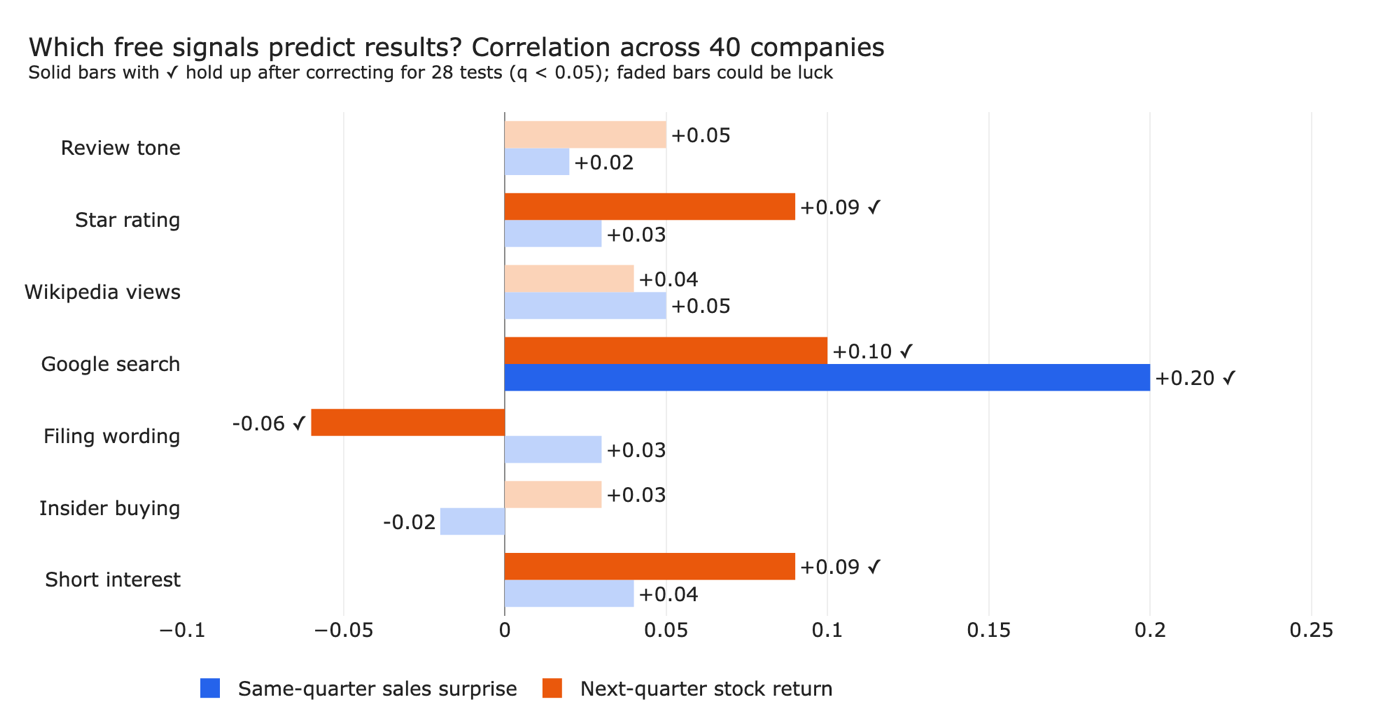 Which free signals predict results? Correlation across 40 companies
Solid bars with ✓ hold up after correcting for 28 tests (q < 0.05); faded bars could be luck
Review tone
+0.05
+0.02
Star rating
+0.09 ✓
+0.03
Wikipedia views
+0.04
+0.05
Google search
+0.10 ✓
+0.20 ✓
Filing wording
-0.06 ✓
+0.03
Insider buying
+0.03
-0.02
Short interest
+0.09 ✓
+0.04
−0.1 −0.05 0 0.05 0.1 0.15 0.2 0.25
Same-quarter sales surprise Next-quarter stock return